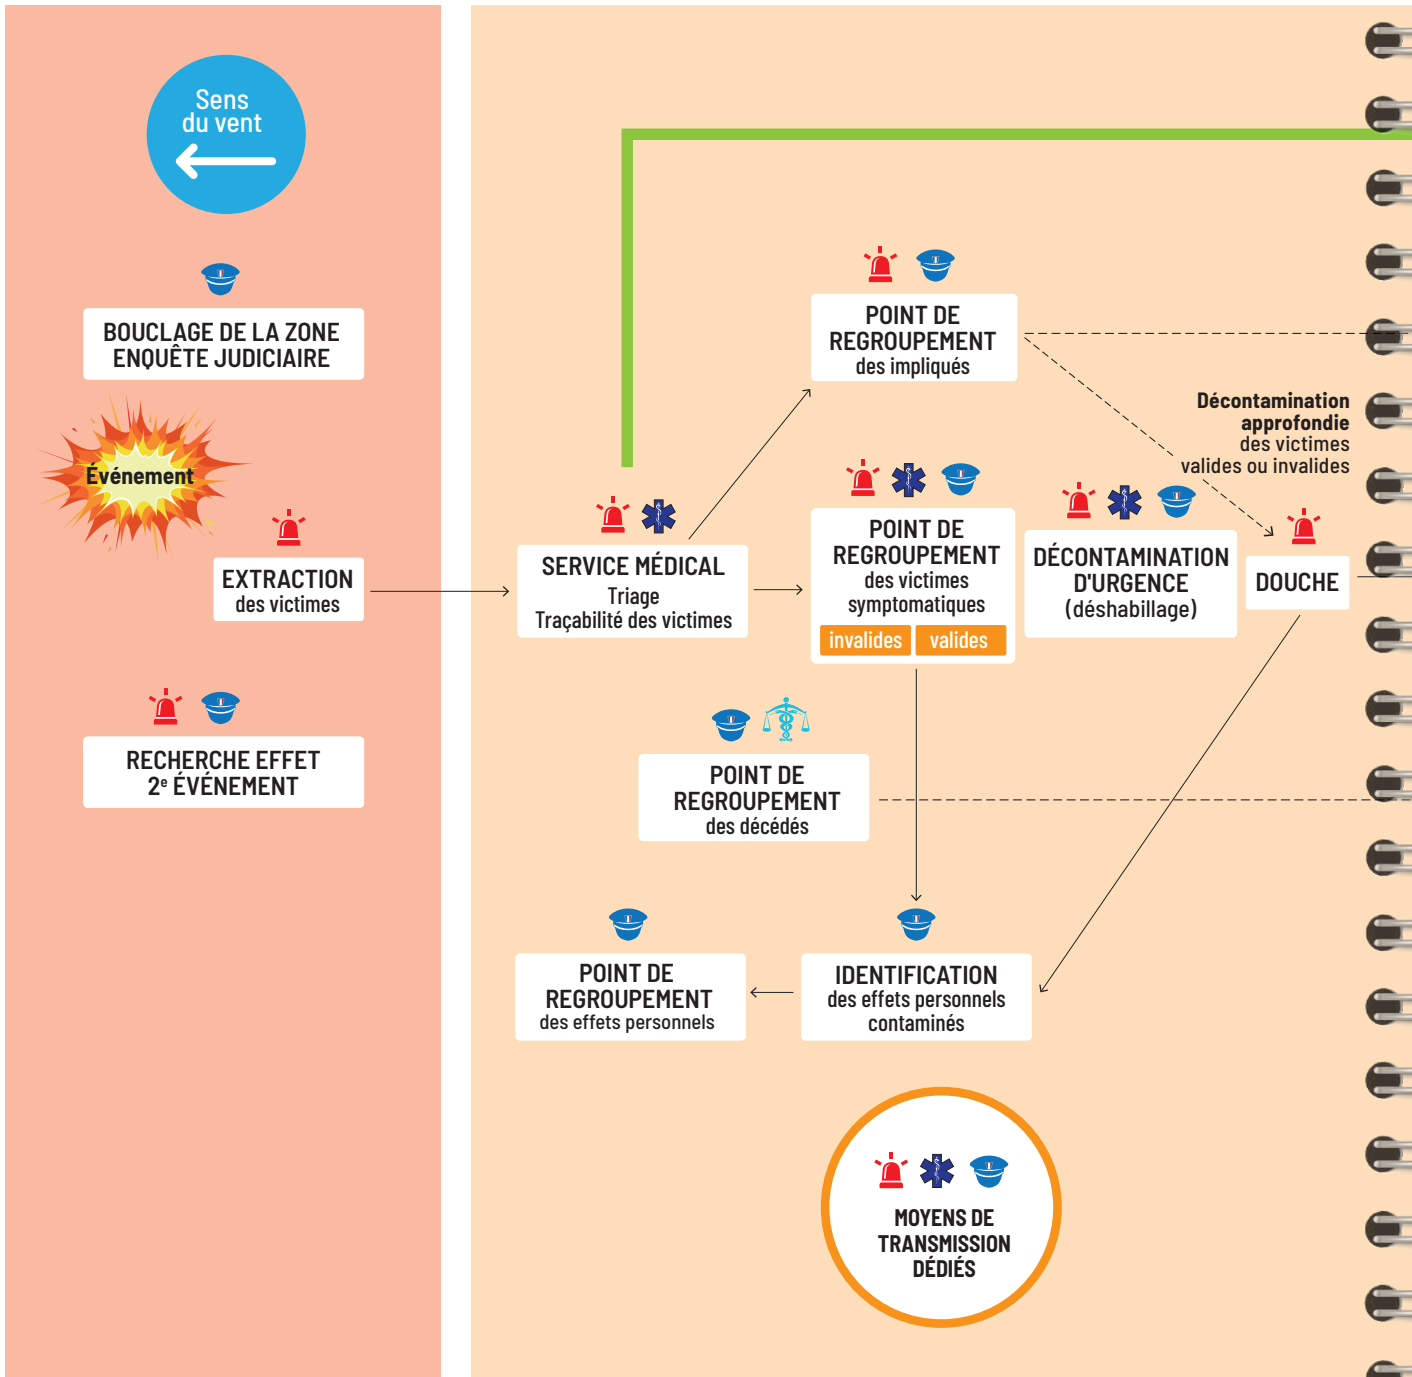 Sens
du vent
BOUCLAGE DE LA ZONE
ENQUÊTE JUDICIAIRE
Événement
EXTRACTION
des victimes
RECHERCHE EFFET
2e ÉVÉNEMENT
SERVICE MÉDICAL
Triage
Traçabilité des victimes
POINT DE
REGROUPEMENT
des impliqués
POINT DE
REGROUPEMENT
des victimes
symptomatiques
invalides valides
Décontamination
approfondie
des victimes
valides ou invalides
DÉCONTAMINATION
D'URGENCE
(déshabillage)
DOUCHE
POINT DE
REGROUPEMENT
des décédés
POINT DE
REGROUPEMENT
des effets personnels
IDENTIFICATION
des effets personnels
contaminés
MOYENS DE
TRANSMISSION
DÉDIÉS